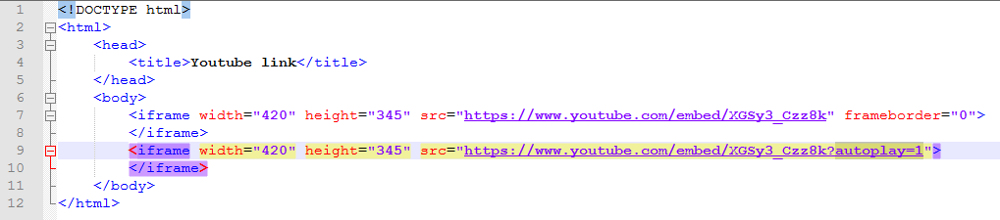 1 <!DOCTYPE html>
2 <html>
3 <head>
4 <title>Youtube link</title>
5 </head>
6 <body>
7 <iframe width="420" height="345" src="https://www.youtube.com/embed/XGSy3_Czz8k" frameborder="0">
8 </iframe>
9 <iframe width="420" height="345" src="https://www.youtube.com/embed/XGSy3_Czz8k?autoplay=1">
10 </iframe>
11 </body>
12 </html>